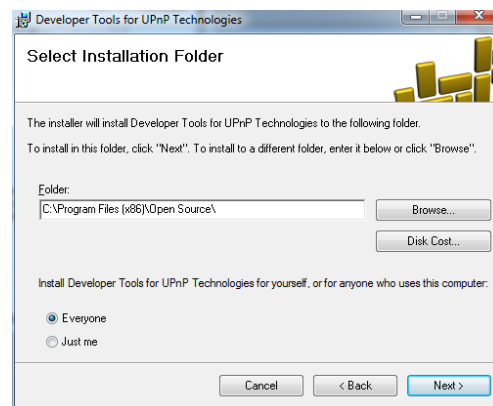 Developer Tools for UPnP Technologies
Select Installation Folder
The installer will install Developer Tools for UPnP Technologies to the following folder.
To install in this folder, click "Next". To install to a different folder, enter it below or click "Browse".
Folder:
C:\Program Files (x86)\Open Source\
Browse...
Disk Cost...
Install Developer Tools for UPnP Technologies for yourself, or for anyone who uses this computer:
Everyone
Just me
Cancel
< Back
Next >